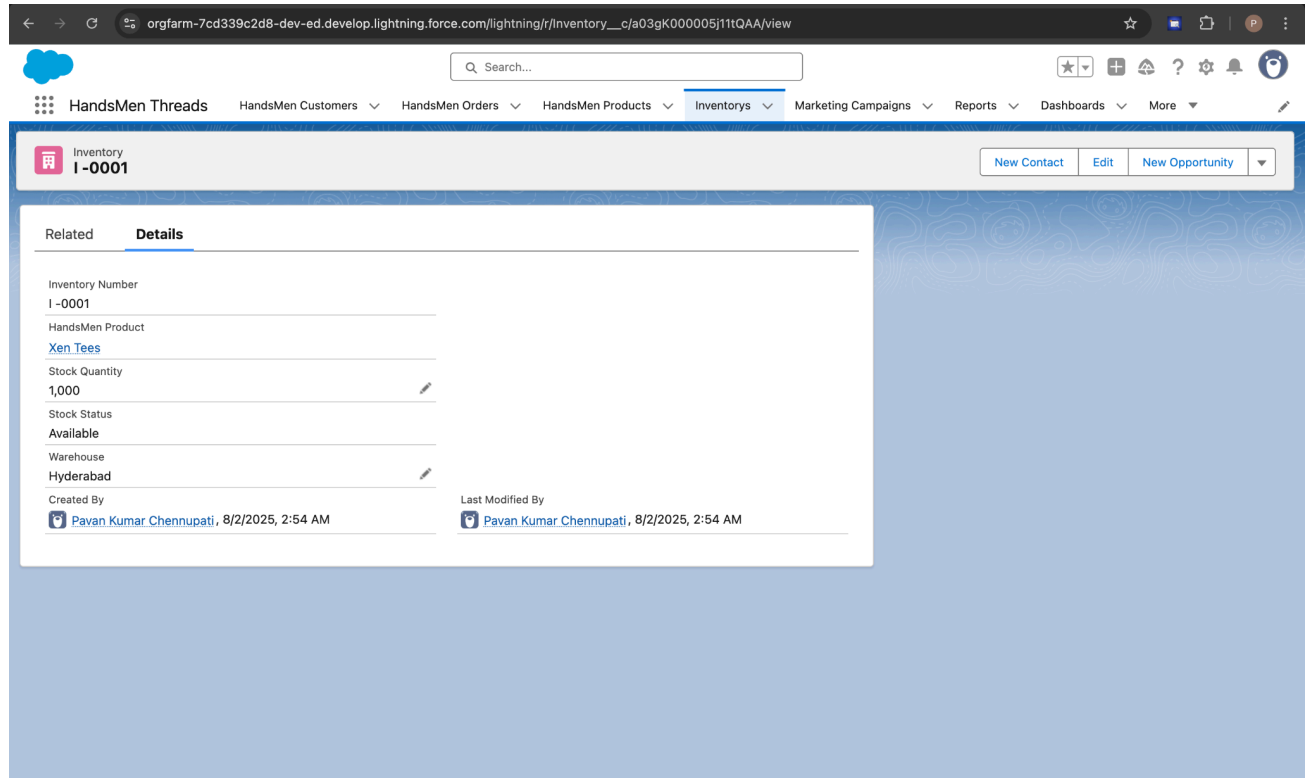 orgfarm-7cd339c2d8-dev-ed.develop.lightning.force.com/lightning/r/Inventory__c/a03gK000005j11tQAA/view
P
Search...
HandsMen Threads HandsMen Customers HandsMen Orders HandsMen Products Inventorys Marketing Campaigns Reports Dashboards More
Inventory
I -0001
New Contact Edit New Opportunity
Related Details
Inventory Number
I -0001
HandsMen Product
Xen Tees
Stock Quantity
1,000
Stock Status
Available
Warehouse
Hyderabad
Created By Last Modified By
Pavan Kumar Chennupati, 8/2/2025, 2:54 AM Pavan Kumar Chennupati, 8/2/2025, 2:54 AM